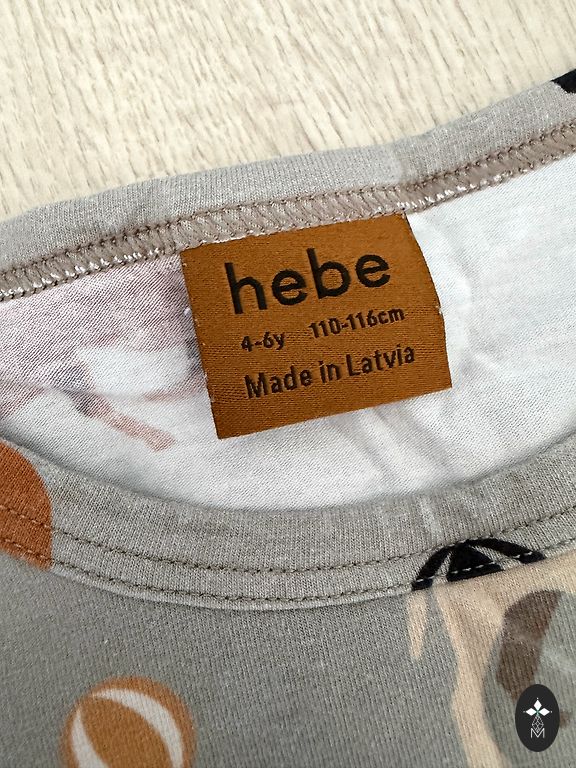 hebe
4-6y 110-116cm
Made in Latvia
M